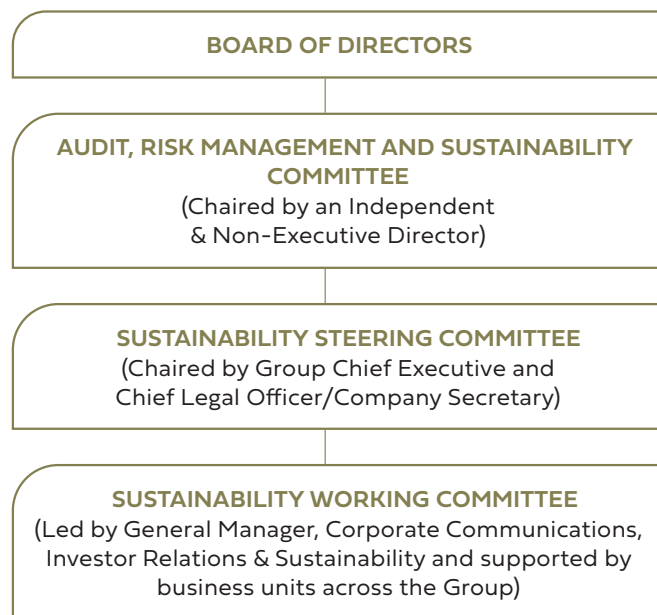 BOARD OF DIRECTORS
AUDIT, RISK MANAGEMENT AND SUSTAINABILITY
COMMITTEE
(Chaired by an Independent
& Non-Executive Director)
SUSTAINABILITY STEERING COMMITTEE
(Chaired by Group Chief Executive and
Chief Legal Officer/Company Secretary)
SUSTAINABILITY WORKING COMMITTEE
(Led by General Manager, Corporate Communications,
Investor Relations & Sustainability and supported by
business units across the Group)